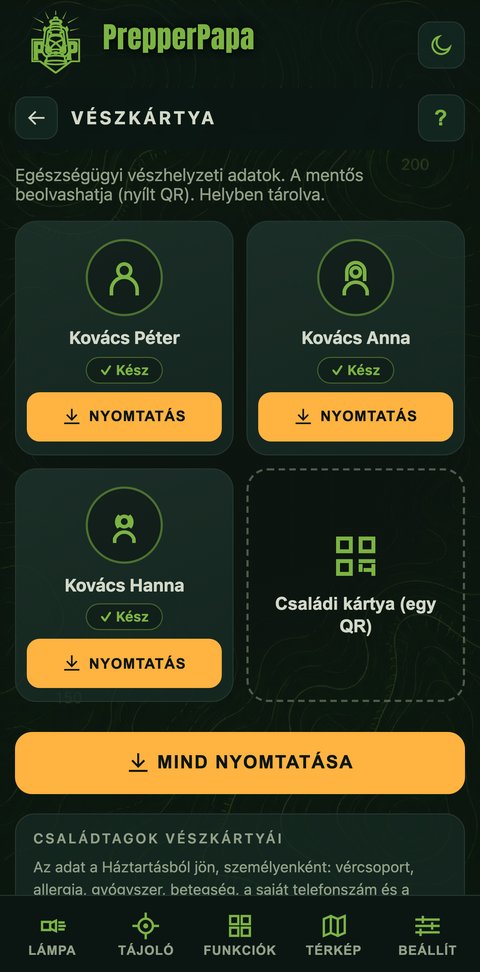 PrepperPapa
VÉSZKÁRTYA
?
Egészségügyi vészhelyzeti adatok. A mentős
beolvashatja (nyílt QR). Helyben tárolva.
200
Kovács Péter
✓ Kész
NYOMTATÁS
Kovács Anna
✓ Kész
NYOMTATÁS
Kovács Hanna
✓ Kész
NYOMTATÁS
Családi kártya (egy
QR)
150
MIND NYOMTATÁSA
CSALÁDTAGOK VÉSZKÁRTYÁI
Az adat a Háztartásból jön, személyenként: vércsoport,
allergia, gyógyszer, betegség, a saját telefonszám és a
LÁMPA
TÁJOLÓ
FUNKCIÓK
TÉRKÉP
BEÁLLÍT